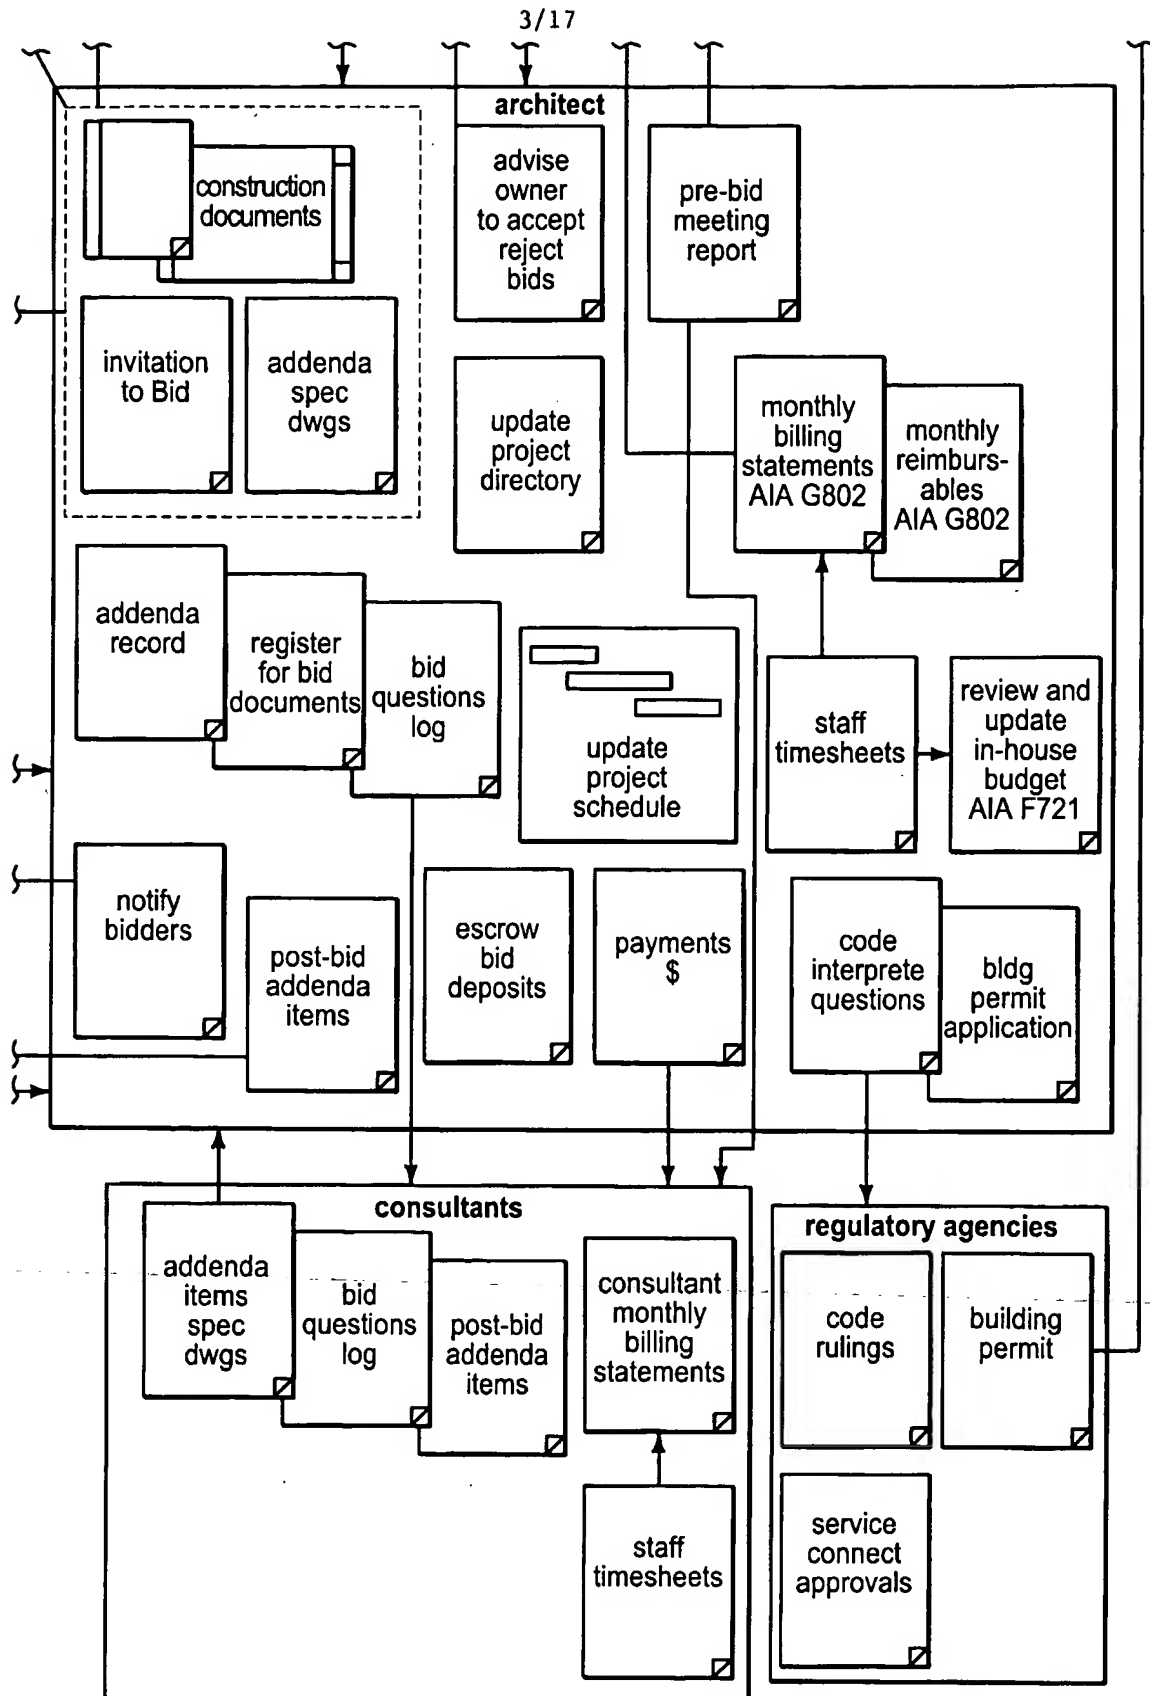 3/17
architect
construction
documents
advise
owner
to accept
reject
bids
pre-bid
meeting
report
invitation
to Bid
addenda
spec
dwgs
update
project
directory
monthly
billing
statements
AIA G802
monthly
reimburs-
ables
AIA G802
addenda
record
register
for bid
documents
bid
questions
log
update
project
schedule
staff
timesheets
review and
update
in-house
budget
AIA F721
notify
bidders
post-bid
addenda
items
escrow
bid
deposits
payments
$
code
interprete
questions
bldg
permit
application
consultants
addenda
items
spec
dwgs
bid
questions
log
post-bid
addenda
items
consultant
monthly
billing
statements
staff
timesheets
regulatory agencies
code
rulings
building
permit
service
connect
approvals